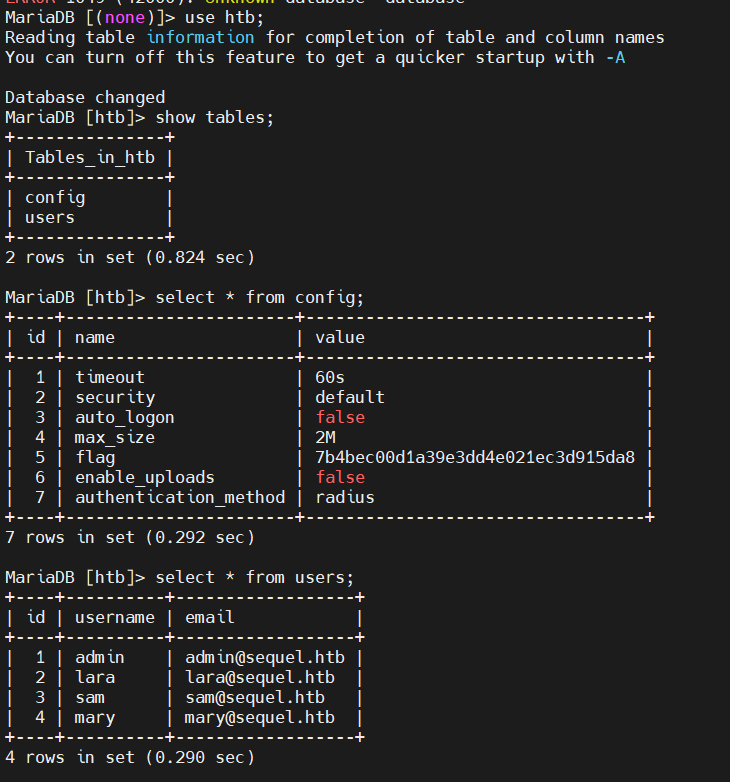 MariaDB [(none)]> use htb;
Reading table information for completion of table and column names
You can turn off this feature to get a quicker startup with -A
Database changed
MariaDB [htb]> show tables;
+---------------+
| Tables_in_htb |
+---------------+
| config        |
| users         |
+---------------+
2 rows in set (0.824 sec)
MariaDB [htb]> select * from config;
+----+-----------------------+----------------------------------+
| id | name                  | value                            |
+----+-----------------------+----------------------------------+
|  1 | timeout               | 60s                              |
|  2 | security              | default                          |
|  3 | auto_logon            | false                            |
|  4 | max_size              | 2M                               |
|  5 | flag                  | 7b4bec00d1a39e3dd4e021ec3d915da8 |
|  6 | enable_uploads        | false                            |
|  7 | authentication_method | radius                           |
+----+-----------------------+----------------------------------+
7 rows in set (0.292 sec)
MariaDB [htb]> select * from users;
+----+----------+------------------+
| id | username | email            |
+----+----------+------------------+
|  1 | admin    | admin@sequel.htb |
|  2 | lara     | lara@sequel.htb  |
|  3 | sam      | sam@sequel.htb   |
|  4 | mary     | mary@sequel.htb  |
+----+----------+------------------+
4 rows in set (0.290 sec)